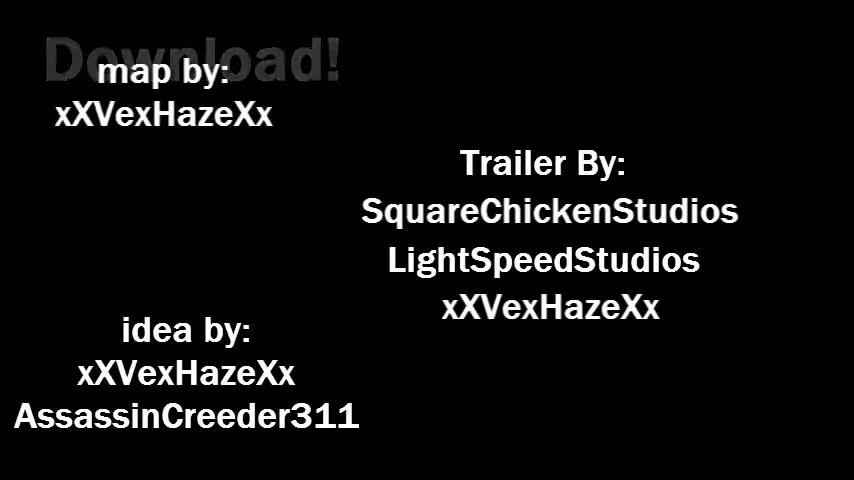 Download!
map by:
xXVexHazeXx
Trailer By:
SquareChickenStudios
LightSpeedStudios
xXVexHazeXx
idea by:
xXVexHazeXx
AssassinCreeder311